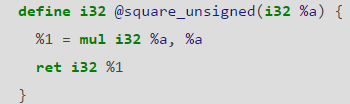 define i32 @square_unsigned(i32 %a) {
  %1 = mul i32 %a, %a
  ret i32 %1
}